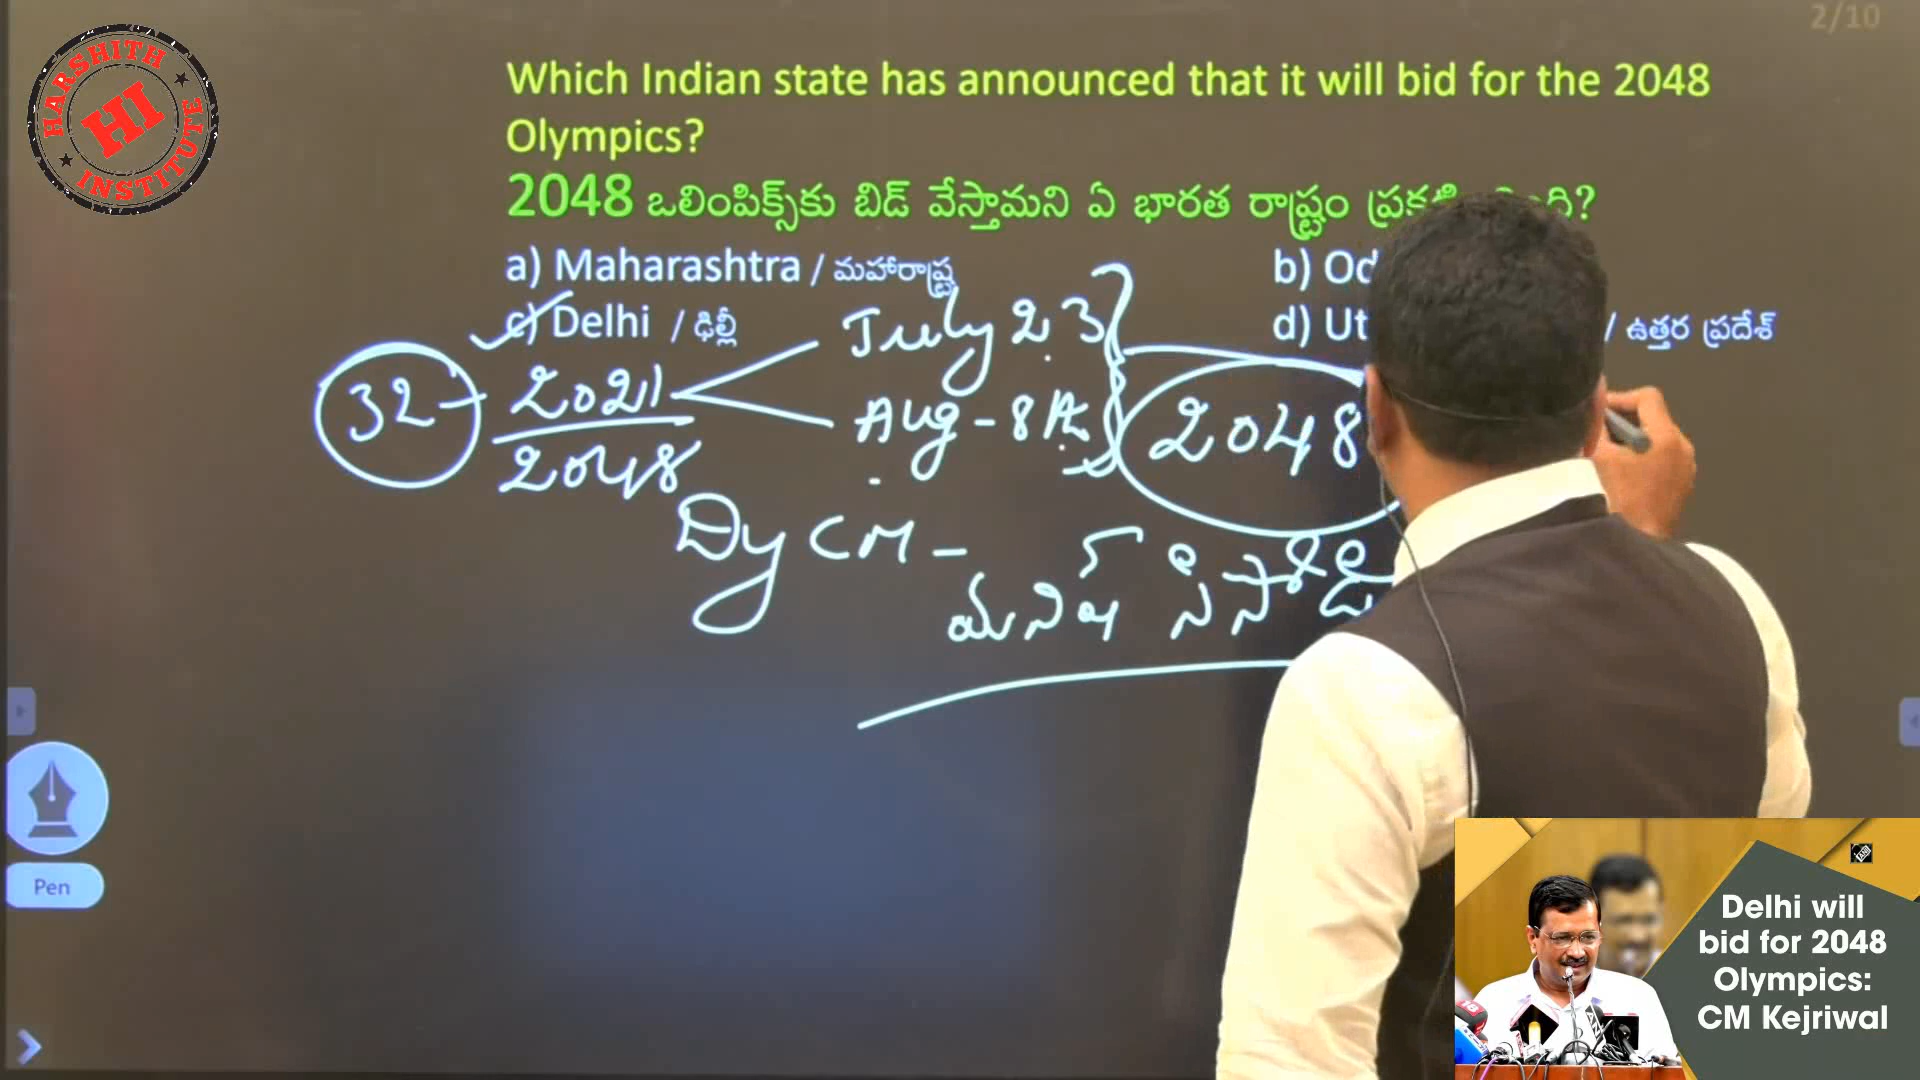 2/10
HARSHITH
HI
INSTITUTE
Which Indian state has announced that it will bid for the 2048
Olympics?
2048 ఒలింపిక్స్‌కు బిడ్ వేస్తామని ఏ భారత రాష్ట్రం
a) Maharashtra / మహారాష్ట్ర
b) Od
c) Delhi / ఢిల్లీ
d) Ut / ఉత్తర ప్రదేశ్
July 23
32 - 2021
Aug - 8
2048
2048
Dy CM -
మనిష్ సిసోడి
Pen
Delhi will
bid for 2048
Olympics:
CM Kejriwal